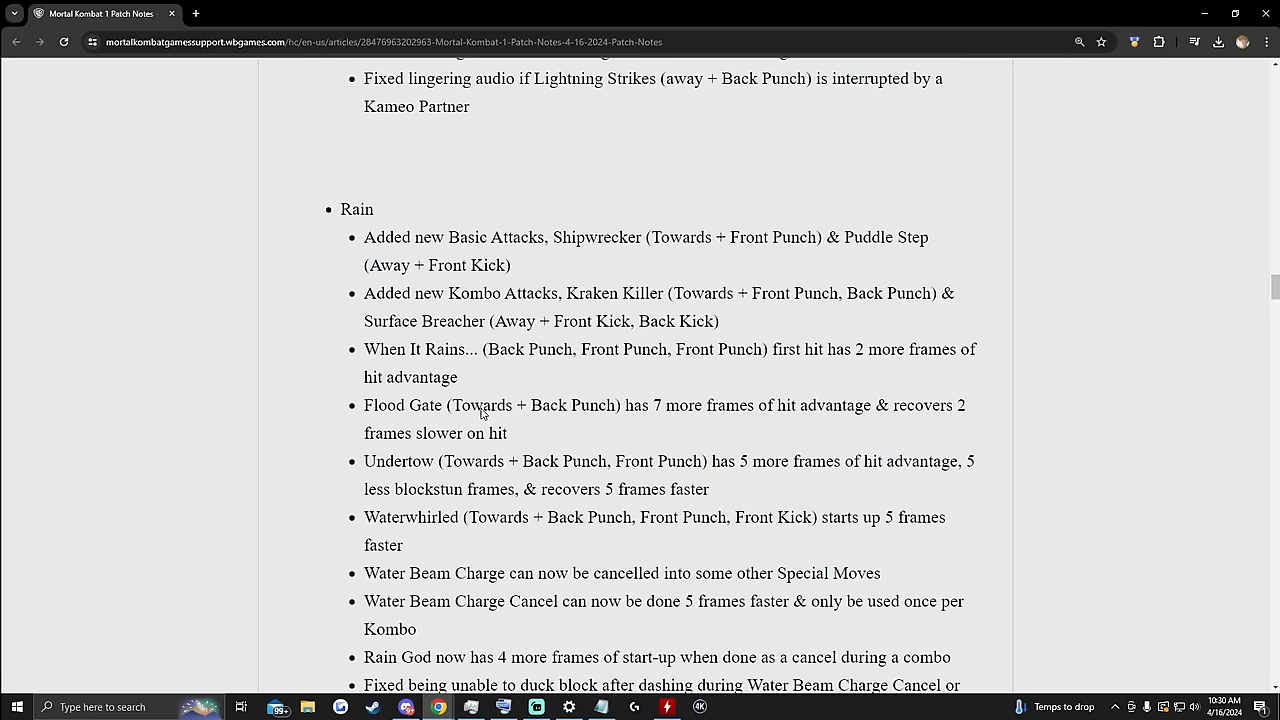 Mortal Kombat 1 Patch Notes
mortalkombatgamessupport.wbgames.com/hc/en-us/articles/28476963202963-Mortal-Kombat-1-Patch-Notes-4-16-2024-Patch-Notes
Fixed lingering audio if Lightning Strikes (away + Back Punch) is interrupted by a
Kameo Partner
Rain
Added new Basic Attacks, Shipwrecker (Towards + Front Punch) & Puddle Step
(Away + Front Kick)
Added new Kombo Attacks, Kraken Killer (Towards + Front Punch, Back Punch) &
Surface Breacher (Away + Front Kick, Back Kick)
When It Rains... (Back Punch, Front Punch, Front Punch) first hit has 2 more frames of
hit advantage
Flood Gate (Towards + Back Punch) has 7 more frames of hit advantage & recovers 2
frames slower on hit
Undertow (Towards + Back Punch, Front Punch) has 5 more frames of hit advantage, 5
less blockstun frames, & recovers 5 frames faster
Waterwhirled (Towards + Back Punch, Front Punch, Front Kick) starts up 5 frames
faster
Water Beam Charge can now be cancelled into some other Special Moves
Water Beam Charge Cancel can now be done 5 frames faster & only be used once per
Kombo
Rain God now has 4 more frames of start-up when done as a cancel during a combo
Fixed being unable to duck block after dashing during Water Beam Charge Cancel or
Type here to search
99+
4K
Temps to drop
10:30 AM
4/16/2024